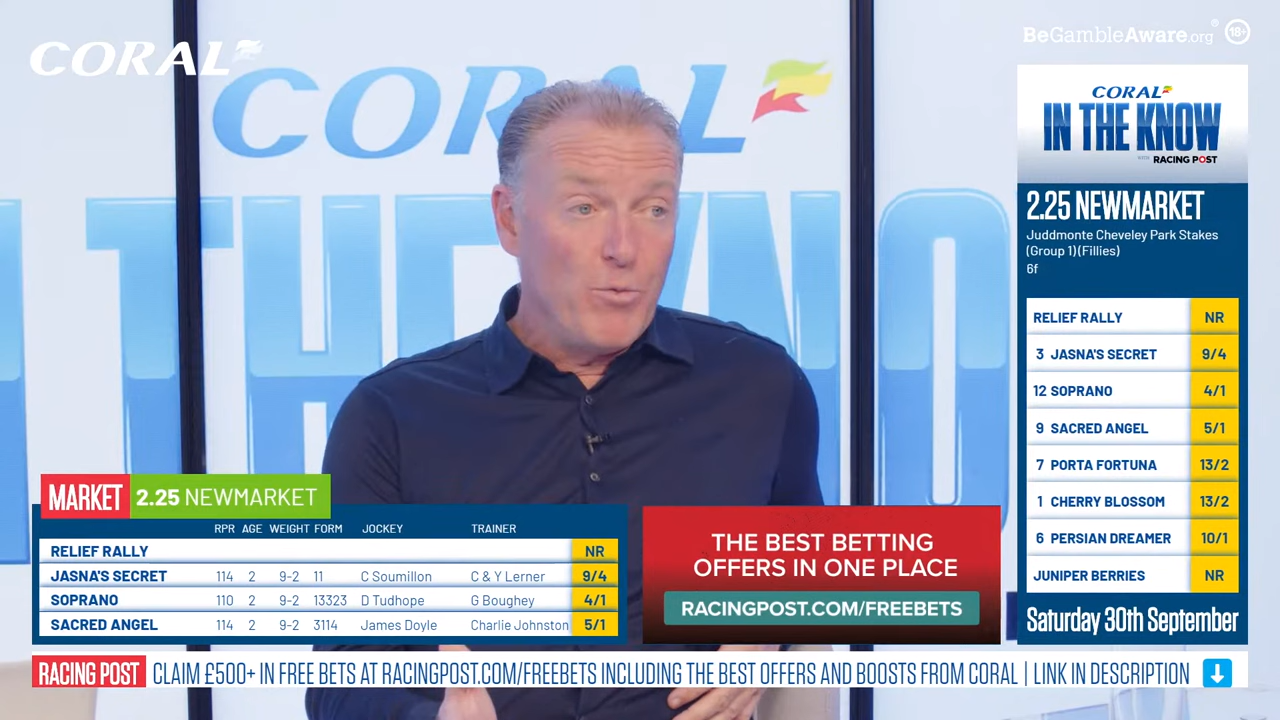 CORAL
BeGambleAware.org® 18+
CORAL
CORAL
IN THE KNOW
WITH RACING POST
2.25 NEWMARKET
Juddmonte Cheveley Park Stakes
(Group 1)(Fillies)
6f
RELIEF RALLY NR
3 JASNA'S SECRET 9/4
12 SOPRANO 4/1
9 SACRED ANGEL 5/1
7 PORTA FORTUNA 13/2
1 CHERRY BLOSSOM 13/2
6 PERSIAN DREAMER 10/1
JUNIPER BERRIES NR
Saturday 30th September
THE KNO
MARKET 2.25 NEWMARKET
RPR AGE WEIGHT FORM JOCKEY TRAINER
RELIEF RALLY NR
JASNA'S SECRET 114 2 9-2 11 C Soumillon C & Y Lerner 9/4
SOPRANO 110 2 9-2 13323 D Tudhope G Boughey 4/1
SACRED ANGEL 114 2 9-2 3114 James Doyle Charlie Johnston 5/1
THE BEST BETTING
OFFERS IN ONE PLACE
RACINGPOST.COM/FREEBETS
RACING POST CLAIM £500+ IN FREE BETS AT RACINGPOST.COM/FREEBETS INCLUDING THE BEST OFFERS AND BOOSTS FROM CORAL | LINK IN DESCRIPTION